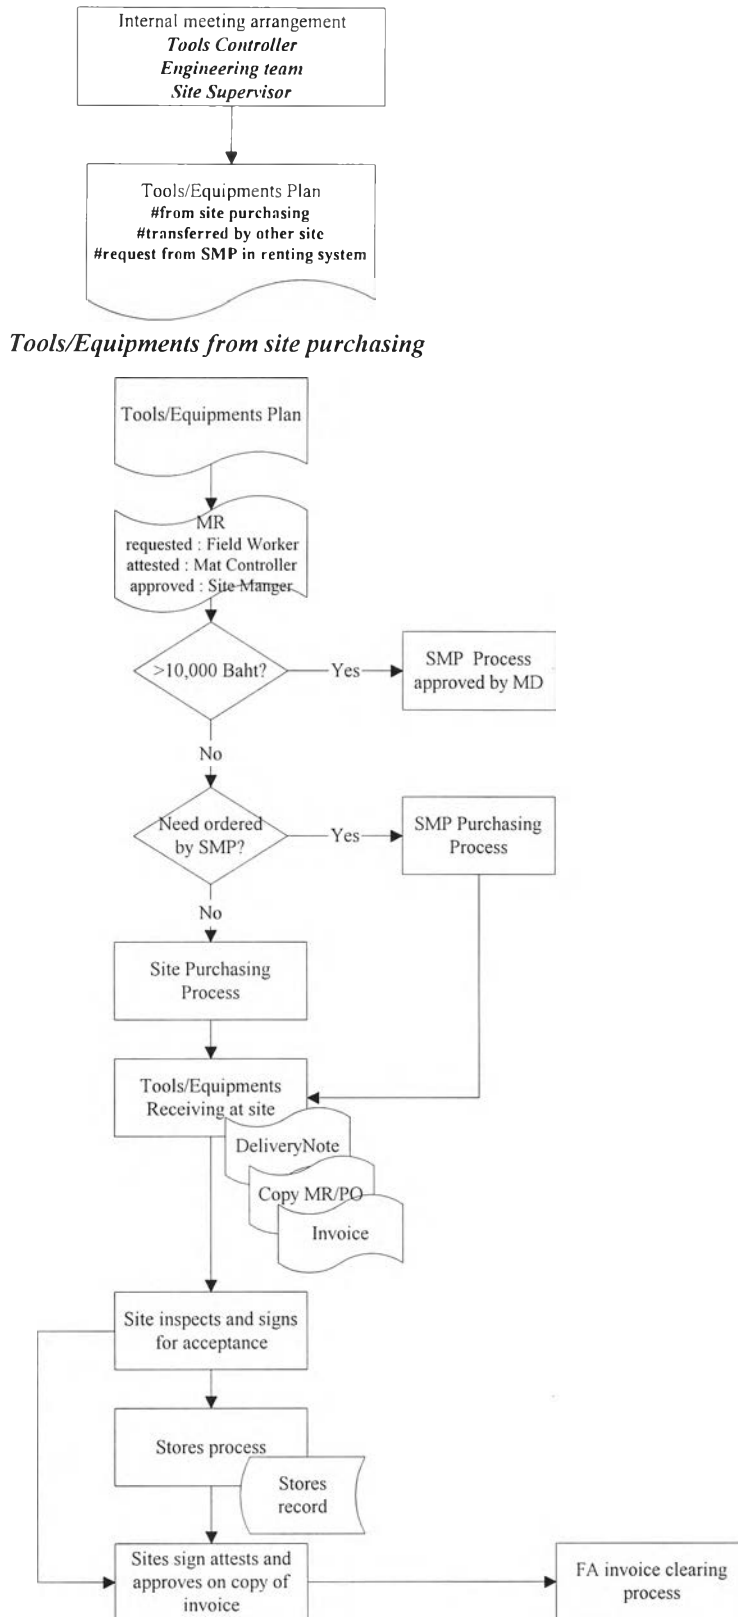 Internal meeting arrangement
Tools Controller
Engineering team
Site Supervisor
Tools/Equipments Plan
#from site purchasing
#transferred by other site
#request from SMP in renting system
Tools/Equipments from site purchasing
Tools/Equipments Plan
MR
requested : Field Worker
attested : Mat Controller
approved : Site Manger
>10,000 Baht?
Yes
SMP Process
approved by MD
No
Need ordered
by SMP?
Yes
SMP Purchasing
Process
No
Site Purchasing
Process
Tools/Equipments
Receiving at site
DeliveryNote
Copy MR/PO
Invoice
Site inspects and signs
for acceptance
Stores process
Stores
record
Sites sign attests and
approves on copy of
invoice
FA invoice clearing
process